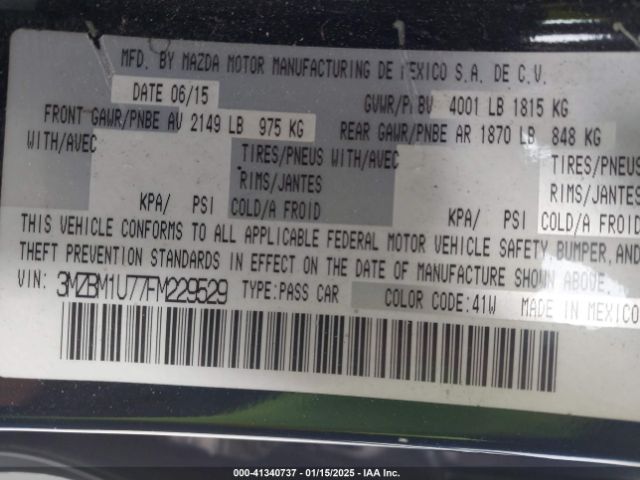 MFD. BY MAZDA MOTOR MANUFACTURING DE MEXICO S.A. DE C.V.
DATE 06/15 GVWR/PNBV 4001 LB 1815 KG
FRONT GAWR/PNBE AV 2149 LB 975 KG REAR GAWR/PNBE AR 1870 LB 848 KG
WITH/AVEC TIRES/PNEUS WITH/AVEC TIRES/PNEUS
RIMS/JANTES RIMS/JANTES
KPA/ PSI COLD/A FROID KPA/ PSI COLD/A FROID
THIS VEHICLE CONFORMS TO ALL APPLICABLE FEDERAL MOTOR VEHICLE SAFETY BUMPER, AND
THEFT PREVENTION STANDARDS IN EFFECT ON THE DATE OF MANUFACTURE SHOWN ABOVE.
VIN: 3MZBM1U77FM229529 TYPE:PASS CAR COLOR CODE:41W MADE IN MEXICO
000-41340737 - 01/15/2025 - IAA Inc.